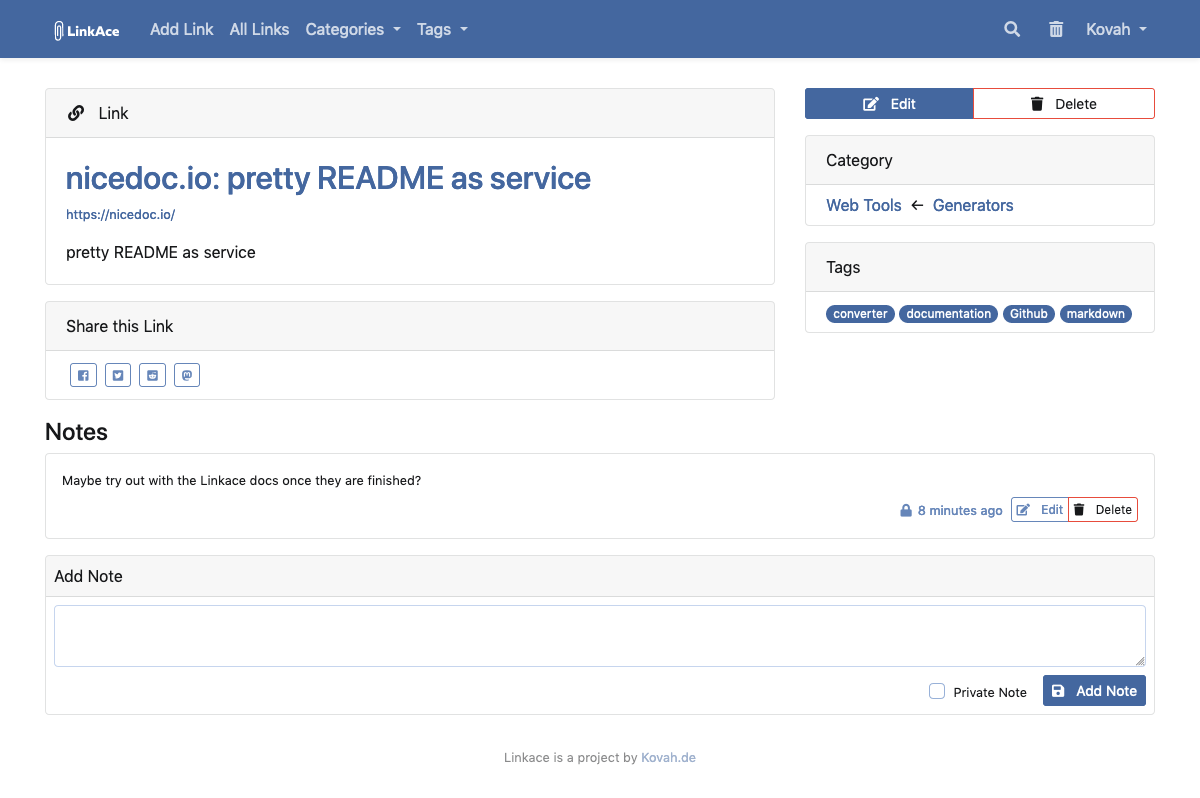 LinkAce Add Link All Links Categories Tags Kovah
Link
nicedoc.io: pretty README as service
https://nicedoc.io/
pretty README as service
Share this Link
Edit Delete
Category
Web Tools ← Generators
Tags
converter documentation Github markdown
Notes
Maybe try out with the Linkace docs once they are finished?
8 minutes ago Edit Delete
Add Note
Private Note Add Note
Linkace is a project by Kovah.de